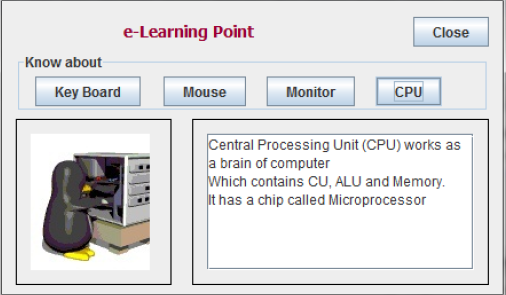 e-Learning Point
Close
Know about
Key Board
Mouse
Monitor
CPU
Central Processing Unit (CPU) works as
a brain of computer
Which contains CU, ALU and Memory.
It has a chip called Microprocessor